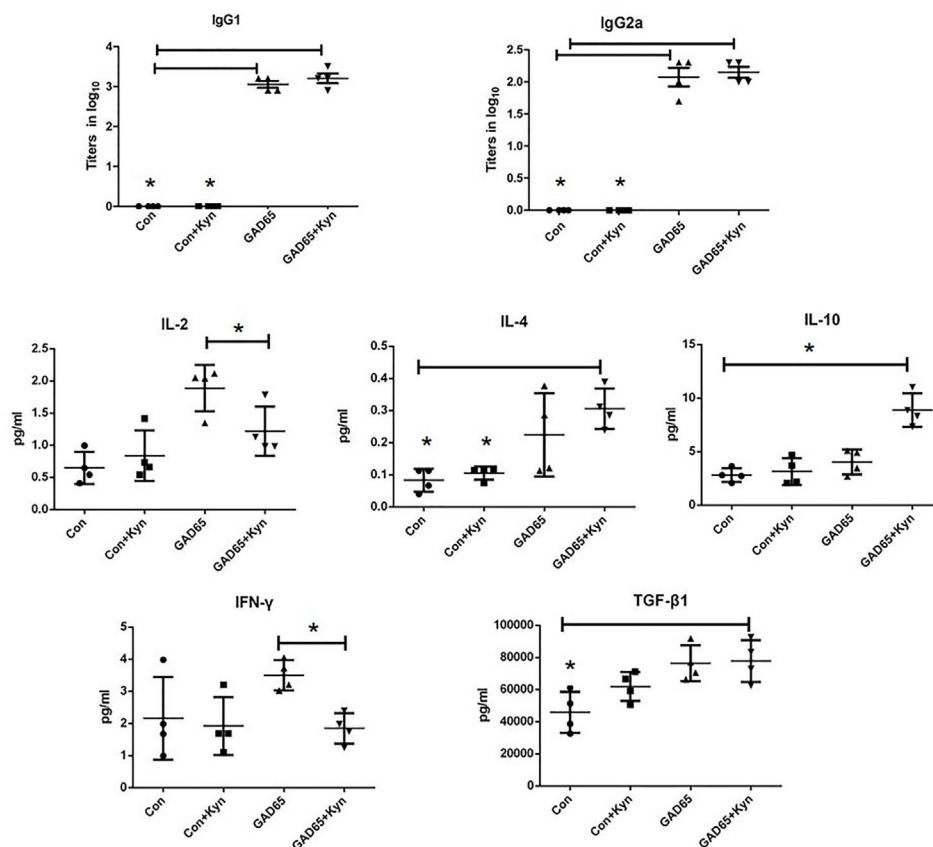 IgG1
Titers in log10
4
3
2
1
0
*
*
Con
Con+Kyn
GAD65
GAD65+Kyn
IgG2a
Titers in log10
2.5
2.0
1.5
1.0
0.5
0.0
*
*
Con
Con+Kyn
GAD65
GAD65+Kyn
IL-2
pg/ml
2.5
2.0
1.5
1.0
0.5
0.0
*
Con
Con+Kyn
GAD65
GAD65+Kyn
IL-4
pg/ml
0.4
0.3
0.2
0.1
0.0
*
*
Con
Con+Kyn
GAD65
GAD65+Kyn
IL-10
pg/ml
15
10
5
0
*
Con
Con+Kyn
GAD65
GAD65+Kyn
IFN-γ
pg/ml
5
4
3
2
1
0
*
Con
Con+Kyn
GAD65
GAD65+Kyn
TGF-β1
pg/ml
100000
80000
60000
40000
20000
0
*
Con
Con+Kyn
GAD65
GAD65+Kyn